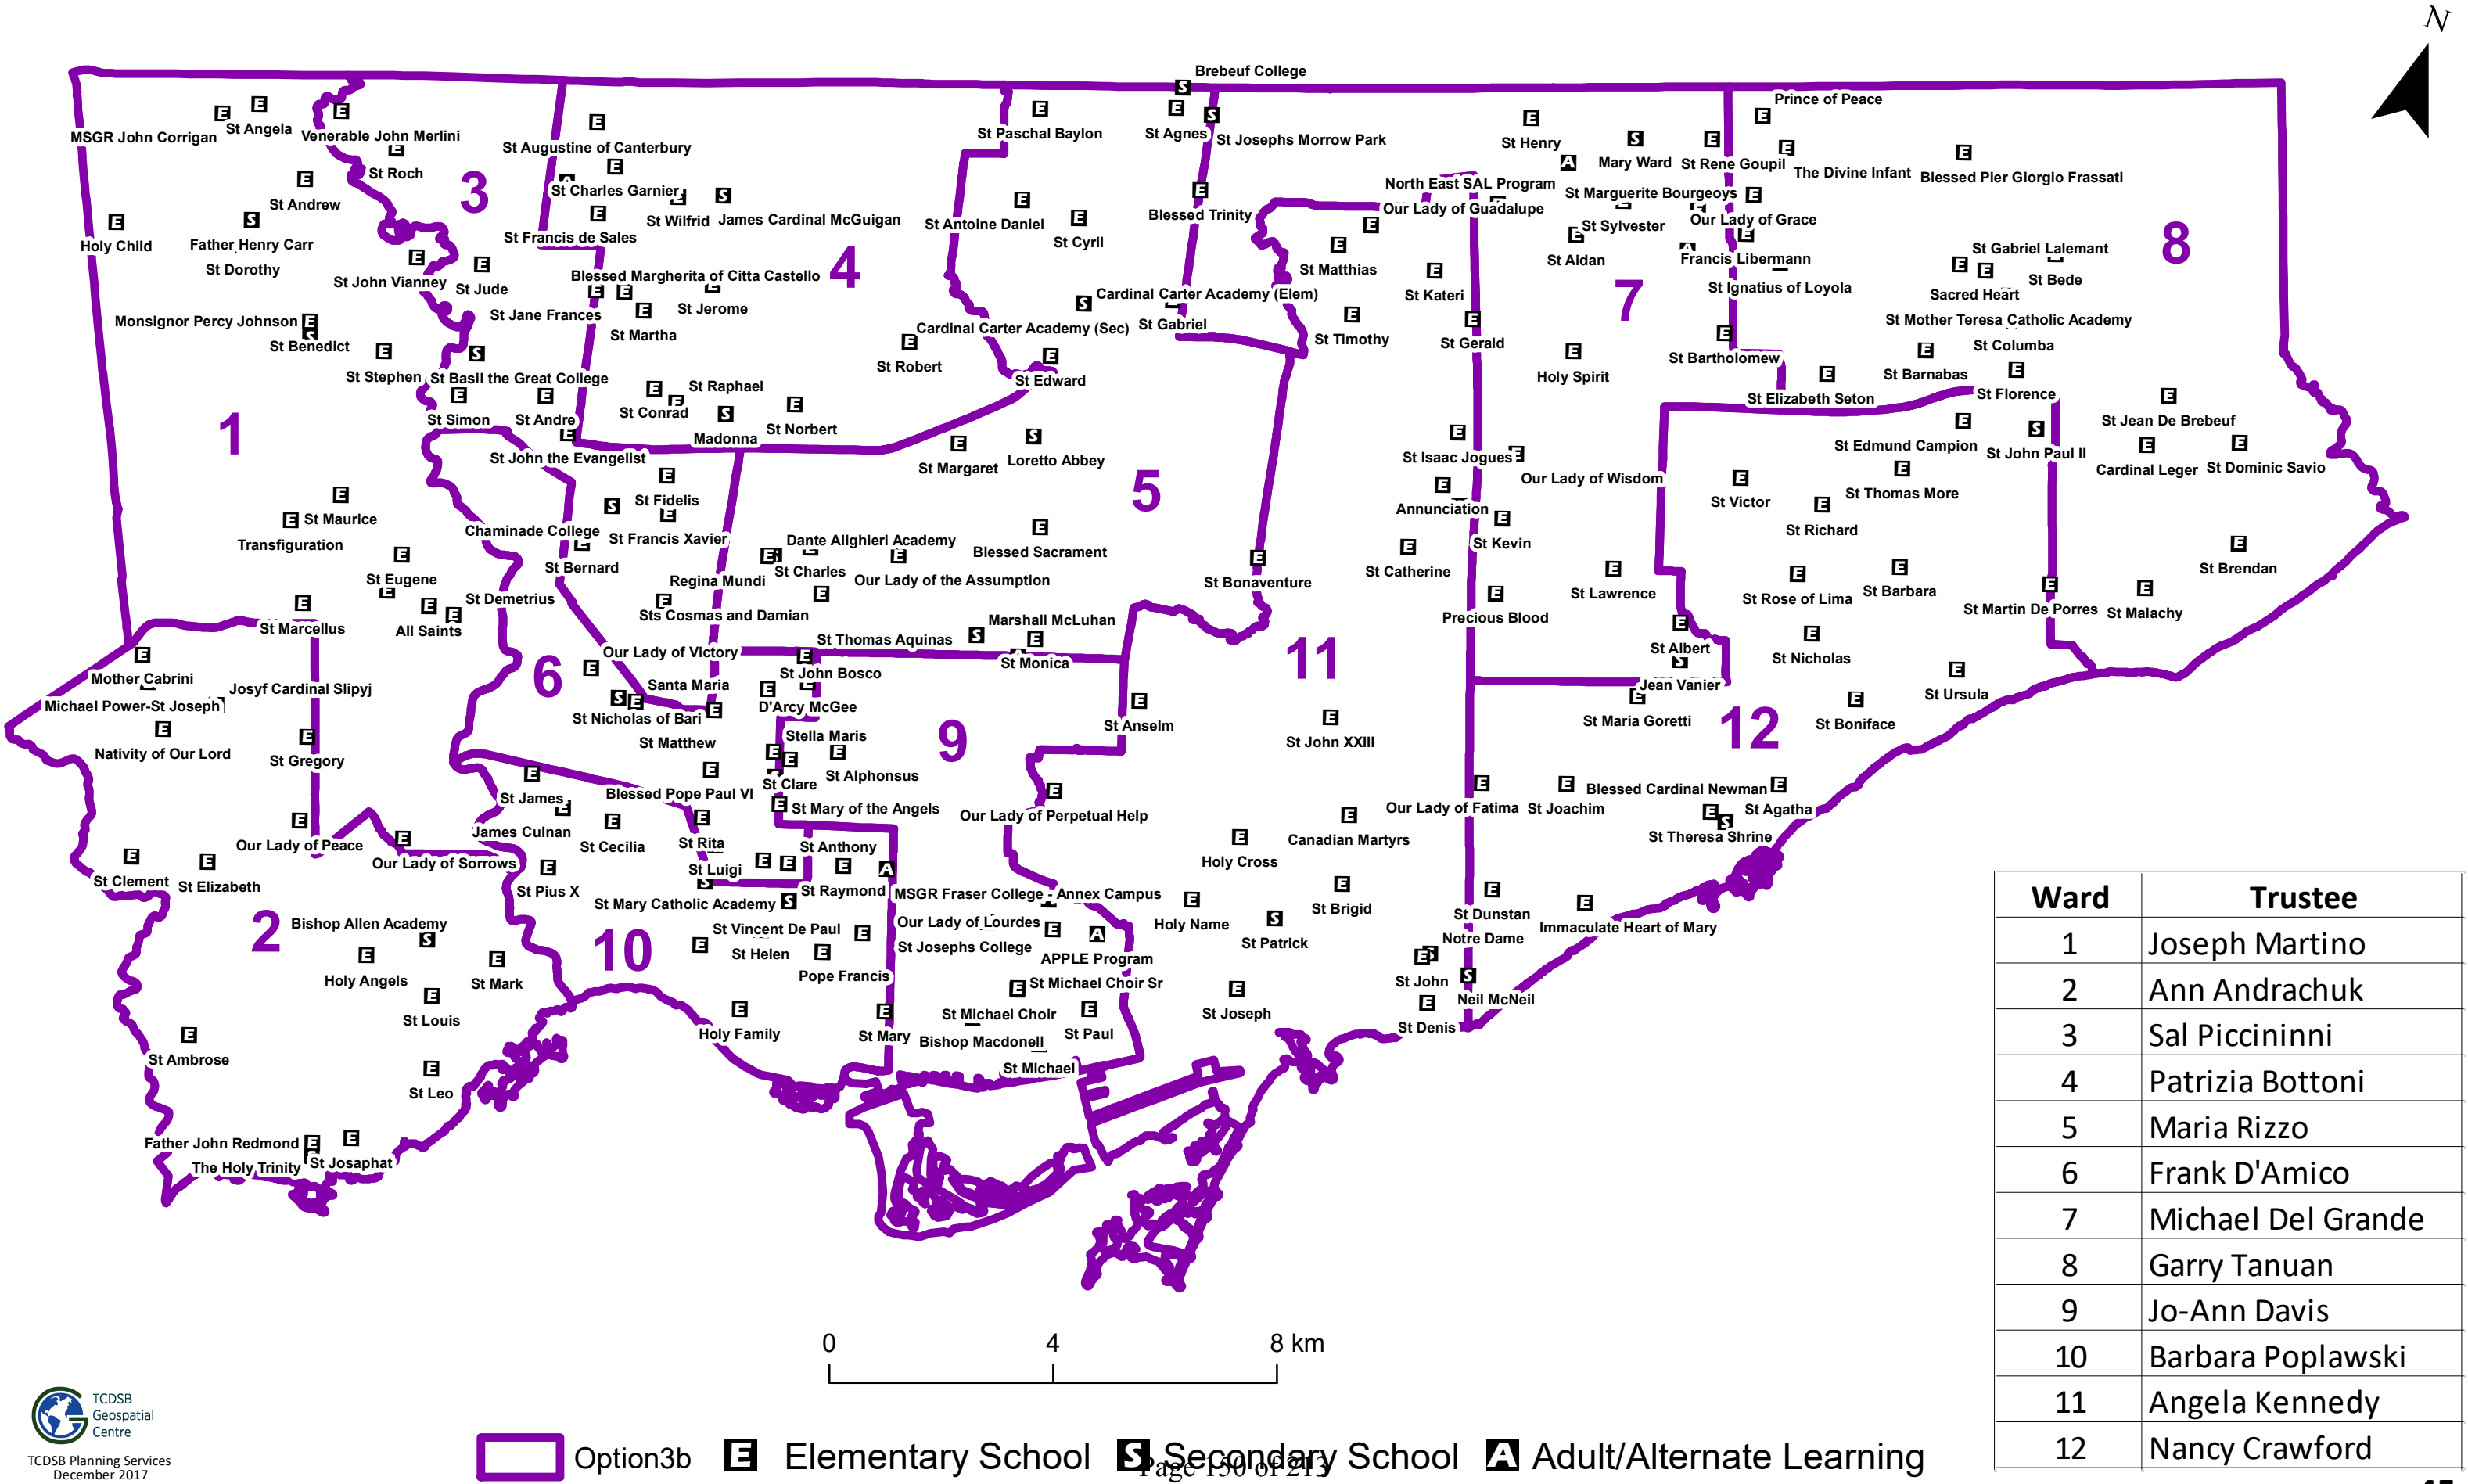 N
Brebeuf College
Prince of Peace
MSGR John Corrigan
St Angela
Venerable John Merlini
St Augustine of Canterbury
St Paschal Baylon
St Agnes
St Josephs Morrow Park
St Henry
Mary Ward
St Rene Goupil
The Divine Infant
Blessed Pier Giorgio Frassati
St Roch
3
St Charles Garnier
St Andrew
St Wilfrid
James Cardinal McGuigan
St Antoine Daniel
Blessed Trinity
North East SAL Program
St Marguerite Bourgeoys
Our Lady of Guadalupe
Our Lady of Grace
St Sylvester
Holy Child
Father Henry Carr
St Francis de Sales
St Cyril
8
St Dorothy
4
St Matthias
St Aidan
Francis Libermann
St Gabriel Lalemant
St John Vianney
St Jude
Blessed Margherita of Citta Castello
St Kateri
7
St Ignatius of Loyola
St Bede
Sacred Heart
Cardinal Carter Academy (Elem)
Monsignor Percy Johnson
St Jane Frances
St Jerome
Cardinal Carter Academy (Sec)
St Gabriel
St Mother Teresa Catholic Academy
St Benedict
St Martha
St Timothy
St Gerald
St Columba
St Stephen
St Basil the Great College
St Robert
St Edward
Holy Spirit
St Bartholomew
St Barnabas
St Raphael
St Elizabeth Seton
St Florence
1
St Simon
St Andre
St Conrad
Madonna
St Norbert
St Jean De Brebeuf
St John the Evangelist
St Margaret
Loretto Abbey
St Isaac Jogues
St Edmund Campion
St John Paul II
Cardinal Leger
St Dominic Savio
5
Our Lady of Wisdom
St Fidelis
St Victor
St Thomas More
St Maurice
Annunciation
St Richard
Transfiguration
Chaminade College
St Francis Xavier
Dante Alighieri Academy
Blessed Sacrament
St Kevin
St Eugene
St Bernard
Regina Mundi
St Charles
Our Lady of the Assumption
St Bonaventure
St Catherine
St Lawrence
St Rose of Lima
St Barbara
St Brendan
St Demetrius
Sts Cosmas and Damian
Marshall McLuhan
Precious Blood
St Martin De Porres
St Malachy
St Marcellus
All Saints
St Thomas Aquinas
Our Lady of Victory
St Monica
11
St Albert
St Nicholas
Mother Cabrini
Josyf Cardinal Slipyj
6
Santa Maria
St John Bosco
Jean Vanier
St Ursula
Michael Power-St Joseph
St Nicholas of Bari
D'Arcy McGee
St Anselm
St Maria Goretti
12
St Boniface
Nativity of Our Lord
St Gregory
St Matthew
Stella Maris
9
St John XXIII
St Clare
St Alphonsus
St James
Blessed Pope Paul VI
St Mary of the Angels
Our Lady of Perpetual Help
Our Lady of Fatima
St Joachim
Blessed Cardinal Newman
St Agatha
Our Lady of Peace
James Culnan
St Cecilia
St Rita
St Anthony
Canadian Martyrs
St Theresa Shrine
Our Lady of Sorrows
Holy Cross
St Clement
St Elizabeth
St Pius X
St Luigi
St Raymond
MSGR Fraser College - Annex Campus
St Mary Catholic Academy
Holy Name
St Brigid
St Dunstan
Immaculate Heart of Mary
2
Bishop Allen Academy
10
St Vincent De Paul
Our Lady of Lourdes
St Josephs College
St Patrick
Notre Dame
St Helen
APPLE Program
Holy Angels
St Mark
Pope Francis
St Michael Choir Sr
St John
Neil McNeil
St Louis
St Michael Choir
St Joseph
St Denis
Holy Family
St Mary
Bishop Macdonell
St Paul
St Ambrose
St Michael
St Leo
Father John Redmond
The Holy Trinity
St Josaphat
Ward Trustee
1 Joseph Martino
2 Ann Andrachuk
3 Sal Piccininni
4 Patrizia Bottoni
5 Maria Rizzo
6 Frank D'Amico
7 Michael Del Grande
8 Garry Tanuan
9 Jo-Ann Davis
10 Barbara Poplawski
11 Angela Kennedy
12 Nancy Crawford
0 4 8 km
TCDSB
Geospatial
Centre
TCDSB Planning Services
December 2017
Option3b
E Elementary School
S Secondary School
A Adult/Alternate Learning
Page 150 of 213